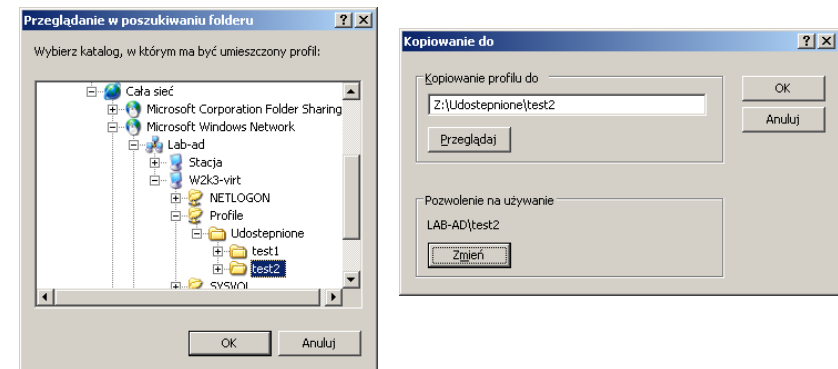 Przeglądanie w poszukiwaniu folderu
Wybierz katalog, w którym ma być umieszczony profil:
Cała sieć
Microsoft Corporation Folder Sharing
Microsoft Windows Network
Lab-ad
Stacja
W2k3-virt
NETLOGON
Profile
Udostepnione
test1
test2
SYSVOL
OK
Anuluj
Kopiowanie do
Kopiowanie profilu do
Z:\Udostepnione\test2
Przeglądaj
OK
Anuluj
Pozwolenie na używanie
LAB-AD\test2
Zmień